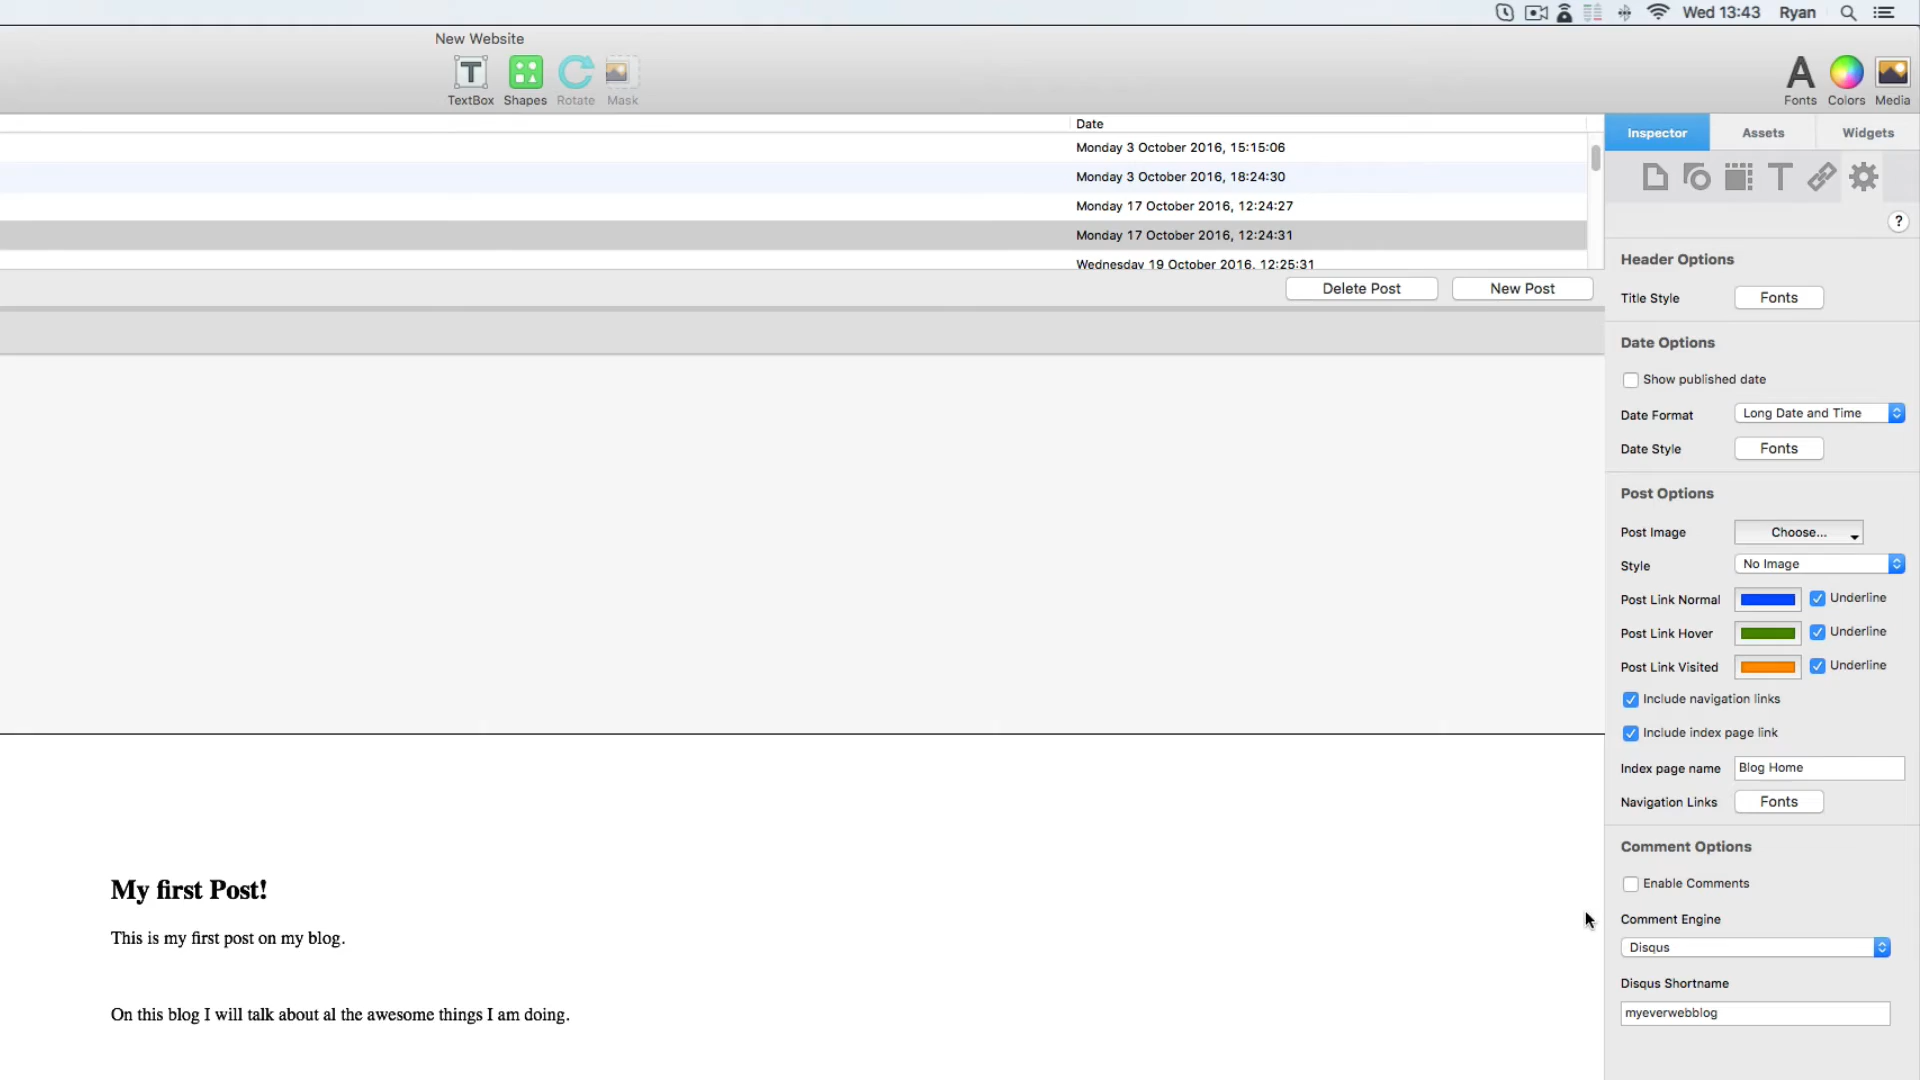 Wed 13:43 Ryan
New Website
TextBox Shapes Rotate Mask
Fonts Colors Media
Date
Inspector Assets Widgets
Monday 3 October 2016, 15:15:06
Monday 3 October 2016, 18:24:30
Monday 17 October 2016, 12:24:27
Monday 17 October 2016, 12:24:31
Wednesday 19 October 2016, 12:25:31
Delete Post New Post
?
Header Options
Title Style Fonts
Date Options
Show published date
Date Format Long Date and Time
Date Style Fonts
Post Options
Post Image Choose...
Style No Image
Post Link Normal Underline
Post Link Hover Underline
Post Link Visited Underline
Include navigation links
Include index page link
Index page name Blog Home
Navigation Links Fonts
Comment Options
Enable Comments
Comment Engine
Disqus
Disqus Shortname
myeverwebblog
My first Post!
This is my first post on my blog.
On this blog I will talk about al the awesome things I am doing.